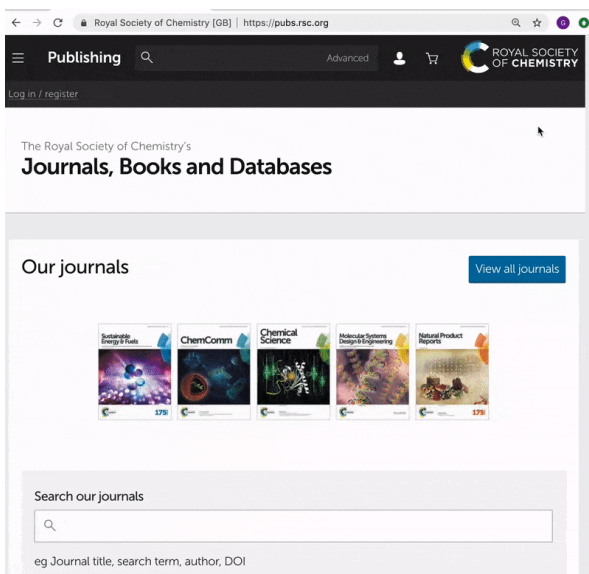 Royal Society of Chemistry [GB] | https://pubs.rsc.org
G
Publishing
Advanced
ROYAL SOCIETY
OF CHEMISTRY
Log in / register
The Royal Society of Chemistry's
Journals, Books and Databases
Our journals
View all journals
Sustainable
Energy & Fuels
ChemComm
Chemical
Science
Molecular Systems
Design & Engineering
Natural Product
Reports
175
175
Search our journals
eg Journal title, search term, author, DOI